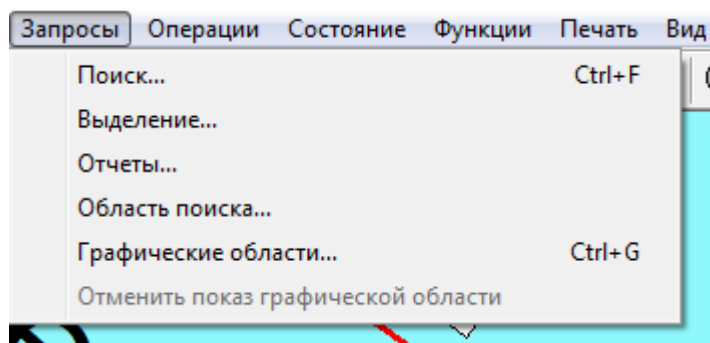 Запросы Операции Состояние Функции Печать Вид
Поиск... Ctrl+F
Выделение...
Отчеты...
Область поиска...
Графические области... Ctrl+G
Отменить показ графической области